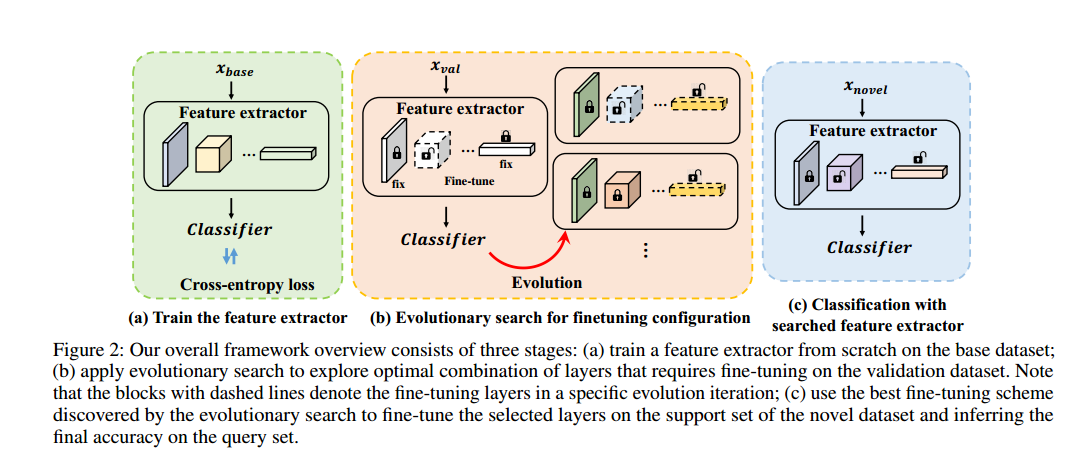 x_base
Feature extractor
...
Classifier
Cross-entropy loss
(a) Train the feature extractor
x_val
Feature extractor
...
fix
Fine-tune
fix
Classifier
Evolution
...
...
⋮
(b) Evolutionary search for finetuning configuration
x_novel
Feature extractor
...
Classifier
(c) Classification with
searched feature extractor
Figure 2: Our overall framework overview consists of three stages: (a) train a feature extractor from scratch on the base dataset;
(b) apply evolutionary search to explore optimal combination of layers that requires fine-tuning on the validation dataset. Note
that the blocks with dashed lines denote the fine-tuning layers in a specific evolution iteration; (c) use the best fine-tuning scheme
discovered by the evolutionary search to fine-tune the selected layers on the support set of the novel dataset and inferring the
final accuracy on the query set.